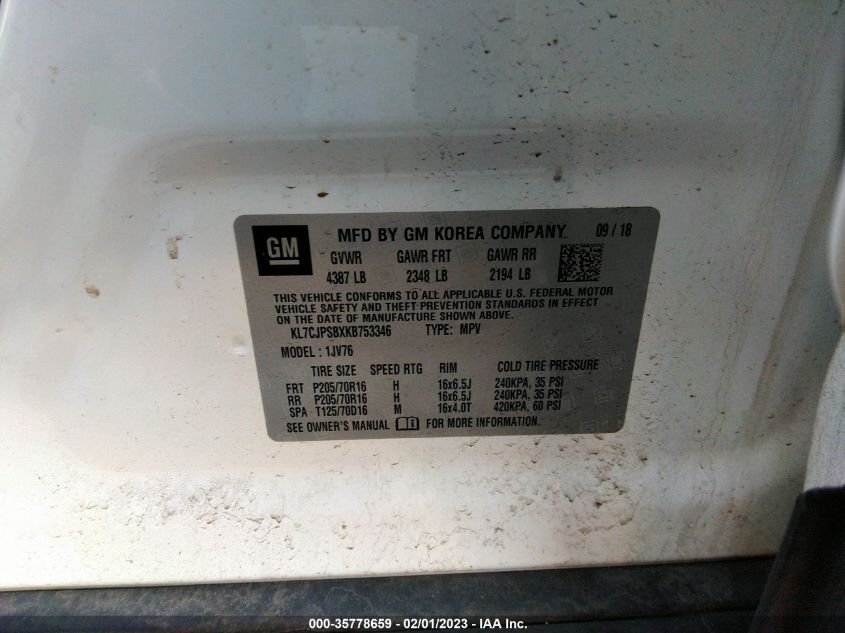 GM
MFD BY GM KOREA COMPANY 09 / 18
GVWR GAWR FRT GAWR RR
4387 LB 2348 LB 2194 LB
THIS VEHICLE CONFORMS TO ALL APPLICABLE U.S. FEDERAL MOTOR
VEHICLE SAFETY AND THEFT PREVENTION STANDARDS IN EFFECT
ON THE DATE OF MANUFACTURE SHOWN ABOVE.
KL7CJPSBXKB753346 TYPE: MPV
MODEL : 1JV76
TIRE SIZE SPEED RTG RIM COLD TIRE PRESSURE
FRT P205/70R16 H 16x6.5J 240KPA, 35 PSI
RR P205/70R16 H 16x6.5J 240KPA, 35 PSI
SPA T125/70D16 M 16x4.0T 420KPA, 60 PSI
SEE OWNER'S MANUAL FOR MORE INFORMATION.
000-35778659 - 02/01/2023 - IAA Inc.